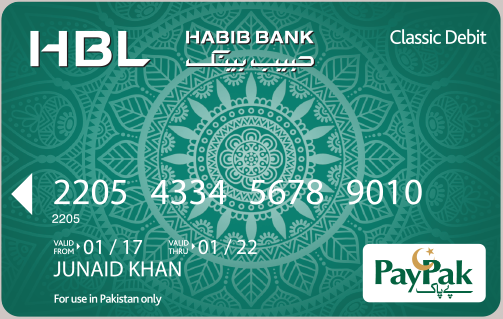 HBL
HABIB BANK
حبیب بینک
Classic Debit
2205 4334 5678 9010
2205
VALID FROM 01 / 17 VALID THRU 01 / 22
JUNAID KHAN
For use in Pakistan only
PayPak
پے پاک